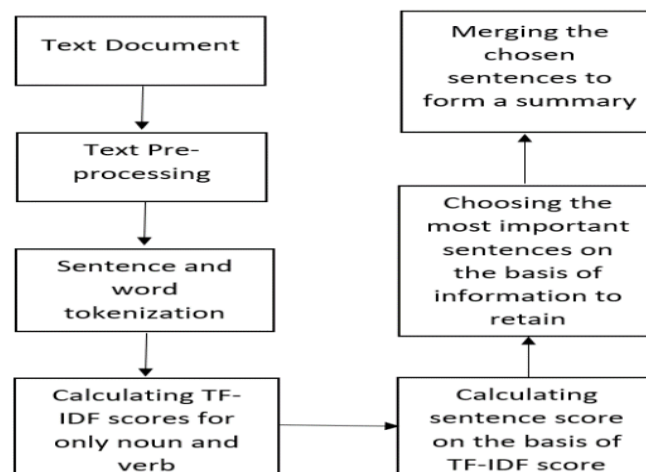 Text Document
Text Pre-
processing
Sentence and
word
tokenization
Calculating TF-
IDF scores for
only noun and
verb
Calculating
sentence score
on the basis of
TF-IDF score
Choosing the
most important
sentences on
the basis of
information to
retain
Merging the
chosen
sentences to
form a summary